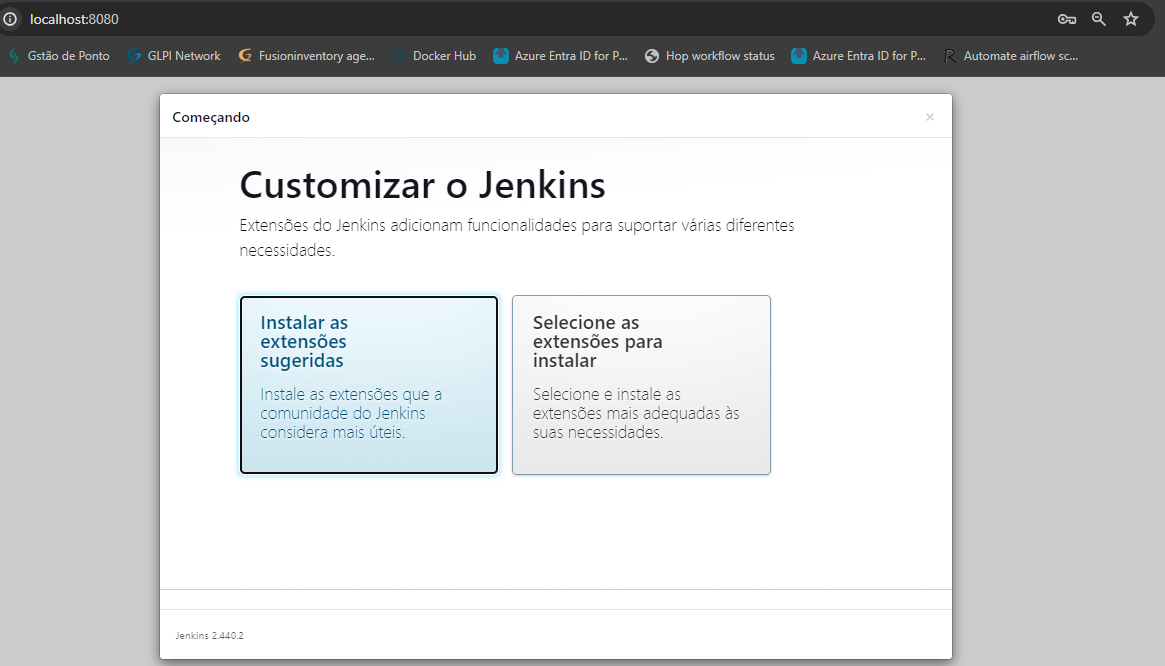 localhost:8080
Gstão de Ponto GLPI Network Fusioninventory age... Docker Hub Azure Entra ID for P... Hop workflow status Azure Entra ID for P... Automate airflow sc...
Começando ×
Customizar o Jenkins
Extensões do Jenkins adicionam funcionalidades para suportar várias diferentes
necessidades.
Instalar as
extensões
sugeridas
Instale as extensões que a
comunidade do Jenkins
considera mais úteis.
Selecione as
extensões para
instalar
Selecione e instale as
extensões mais adequadas às
suas necessidades.
Jenkins 2.440.2